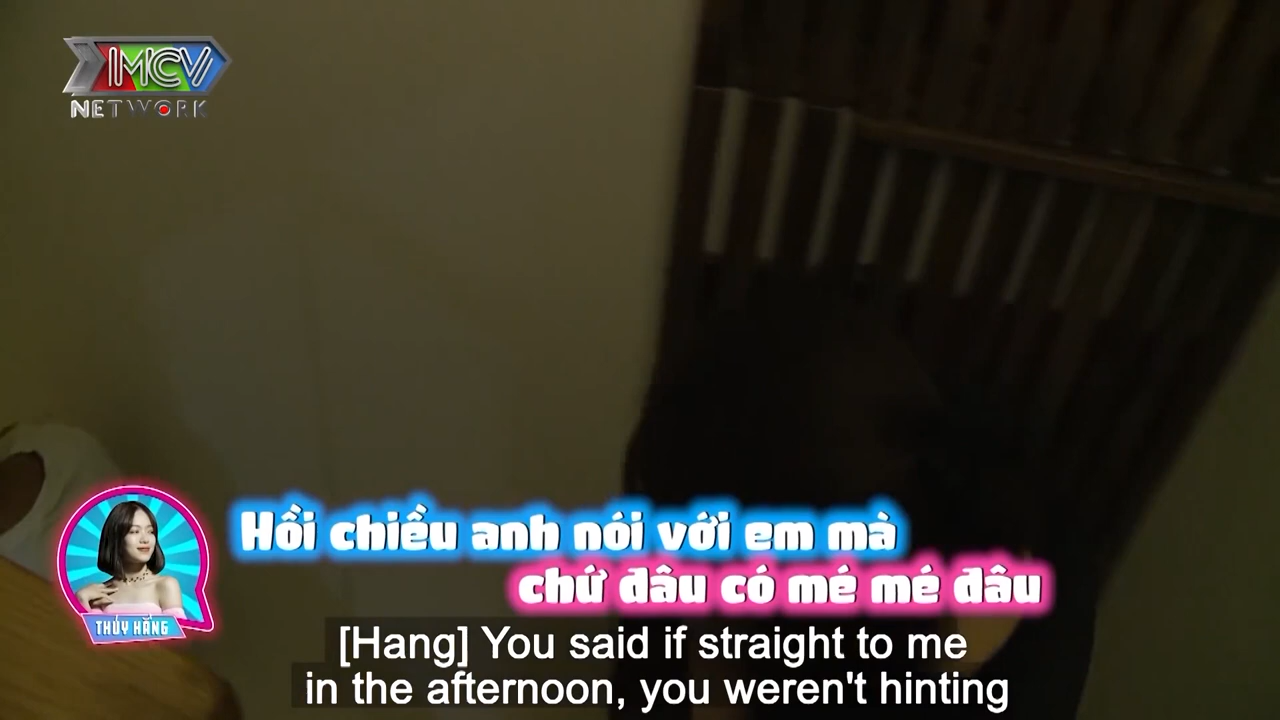 MCV
NETWORK
Hồi chiều anh nói với em mà
chứ đâu có mé mé đâu
THÚY HẰNG
[Hang] You said if straight to me
in the afternoon, you weren't hinting